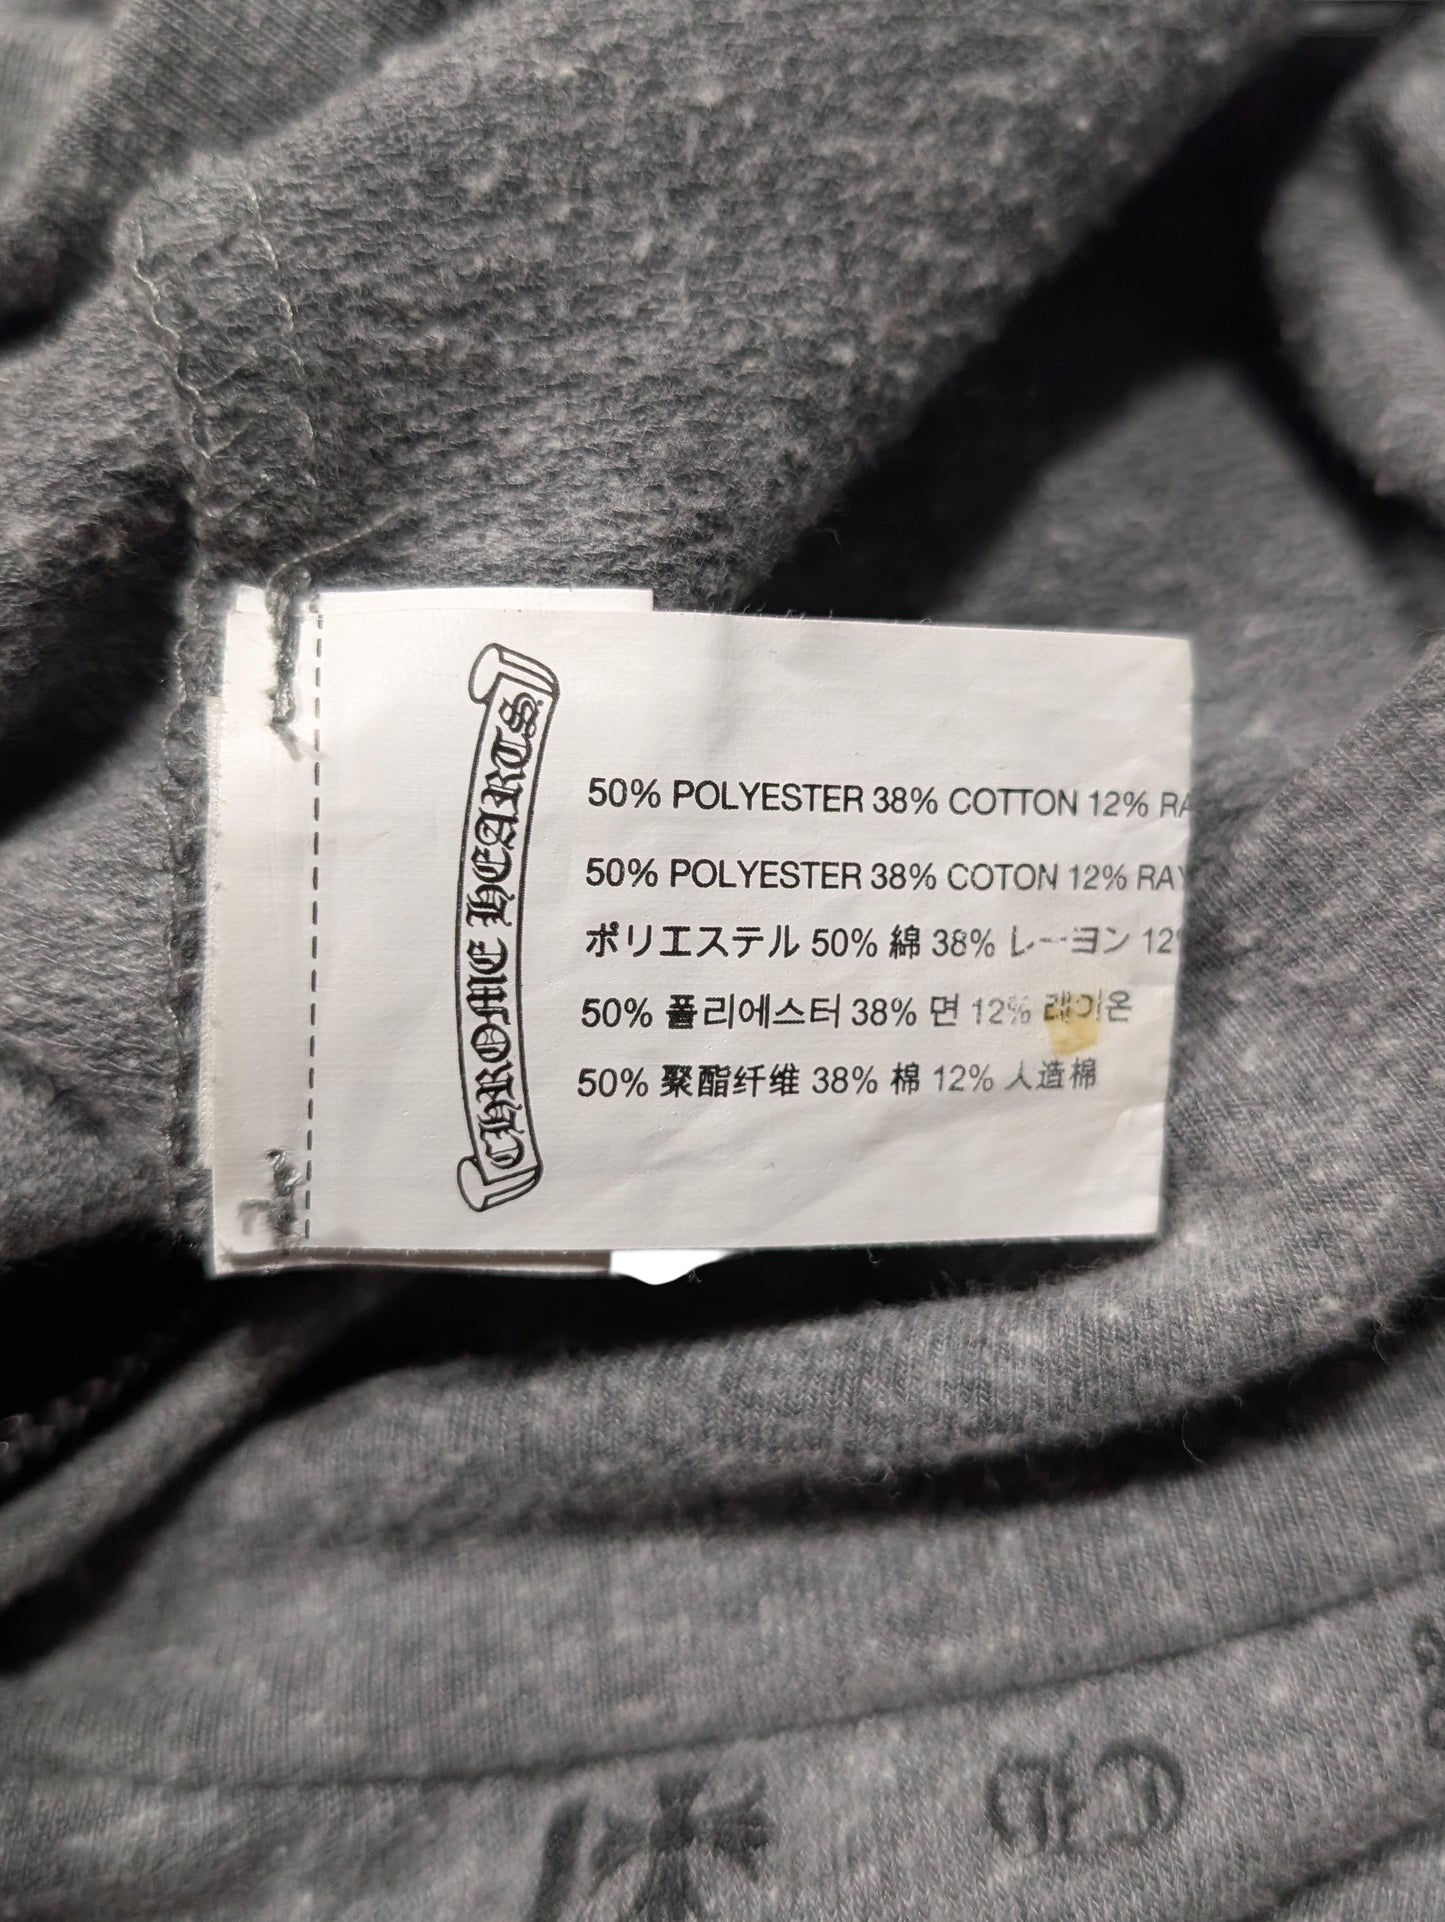 CHROME HEARTS
50% POLYESTER 38% COTTON 12% RA
50% POLYESTER 38% COTON 12% RAY
ポリエステル 50% 綿 38% レーヨン 12%
50% 폴리에스터 38% 면 12% 레이온
50% 聚酯纤维 38% 棉 12% 人造棉